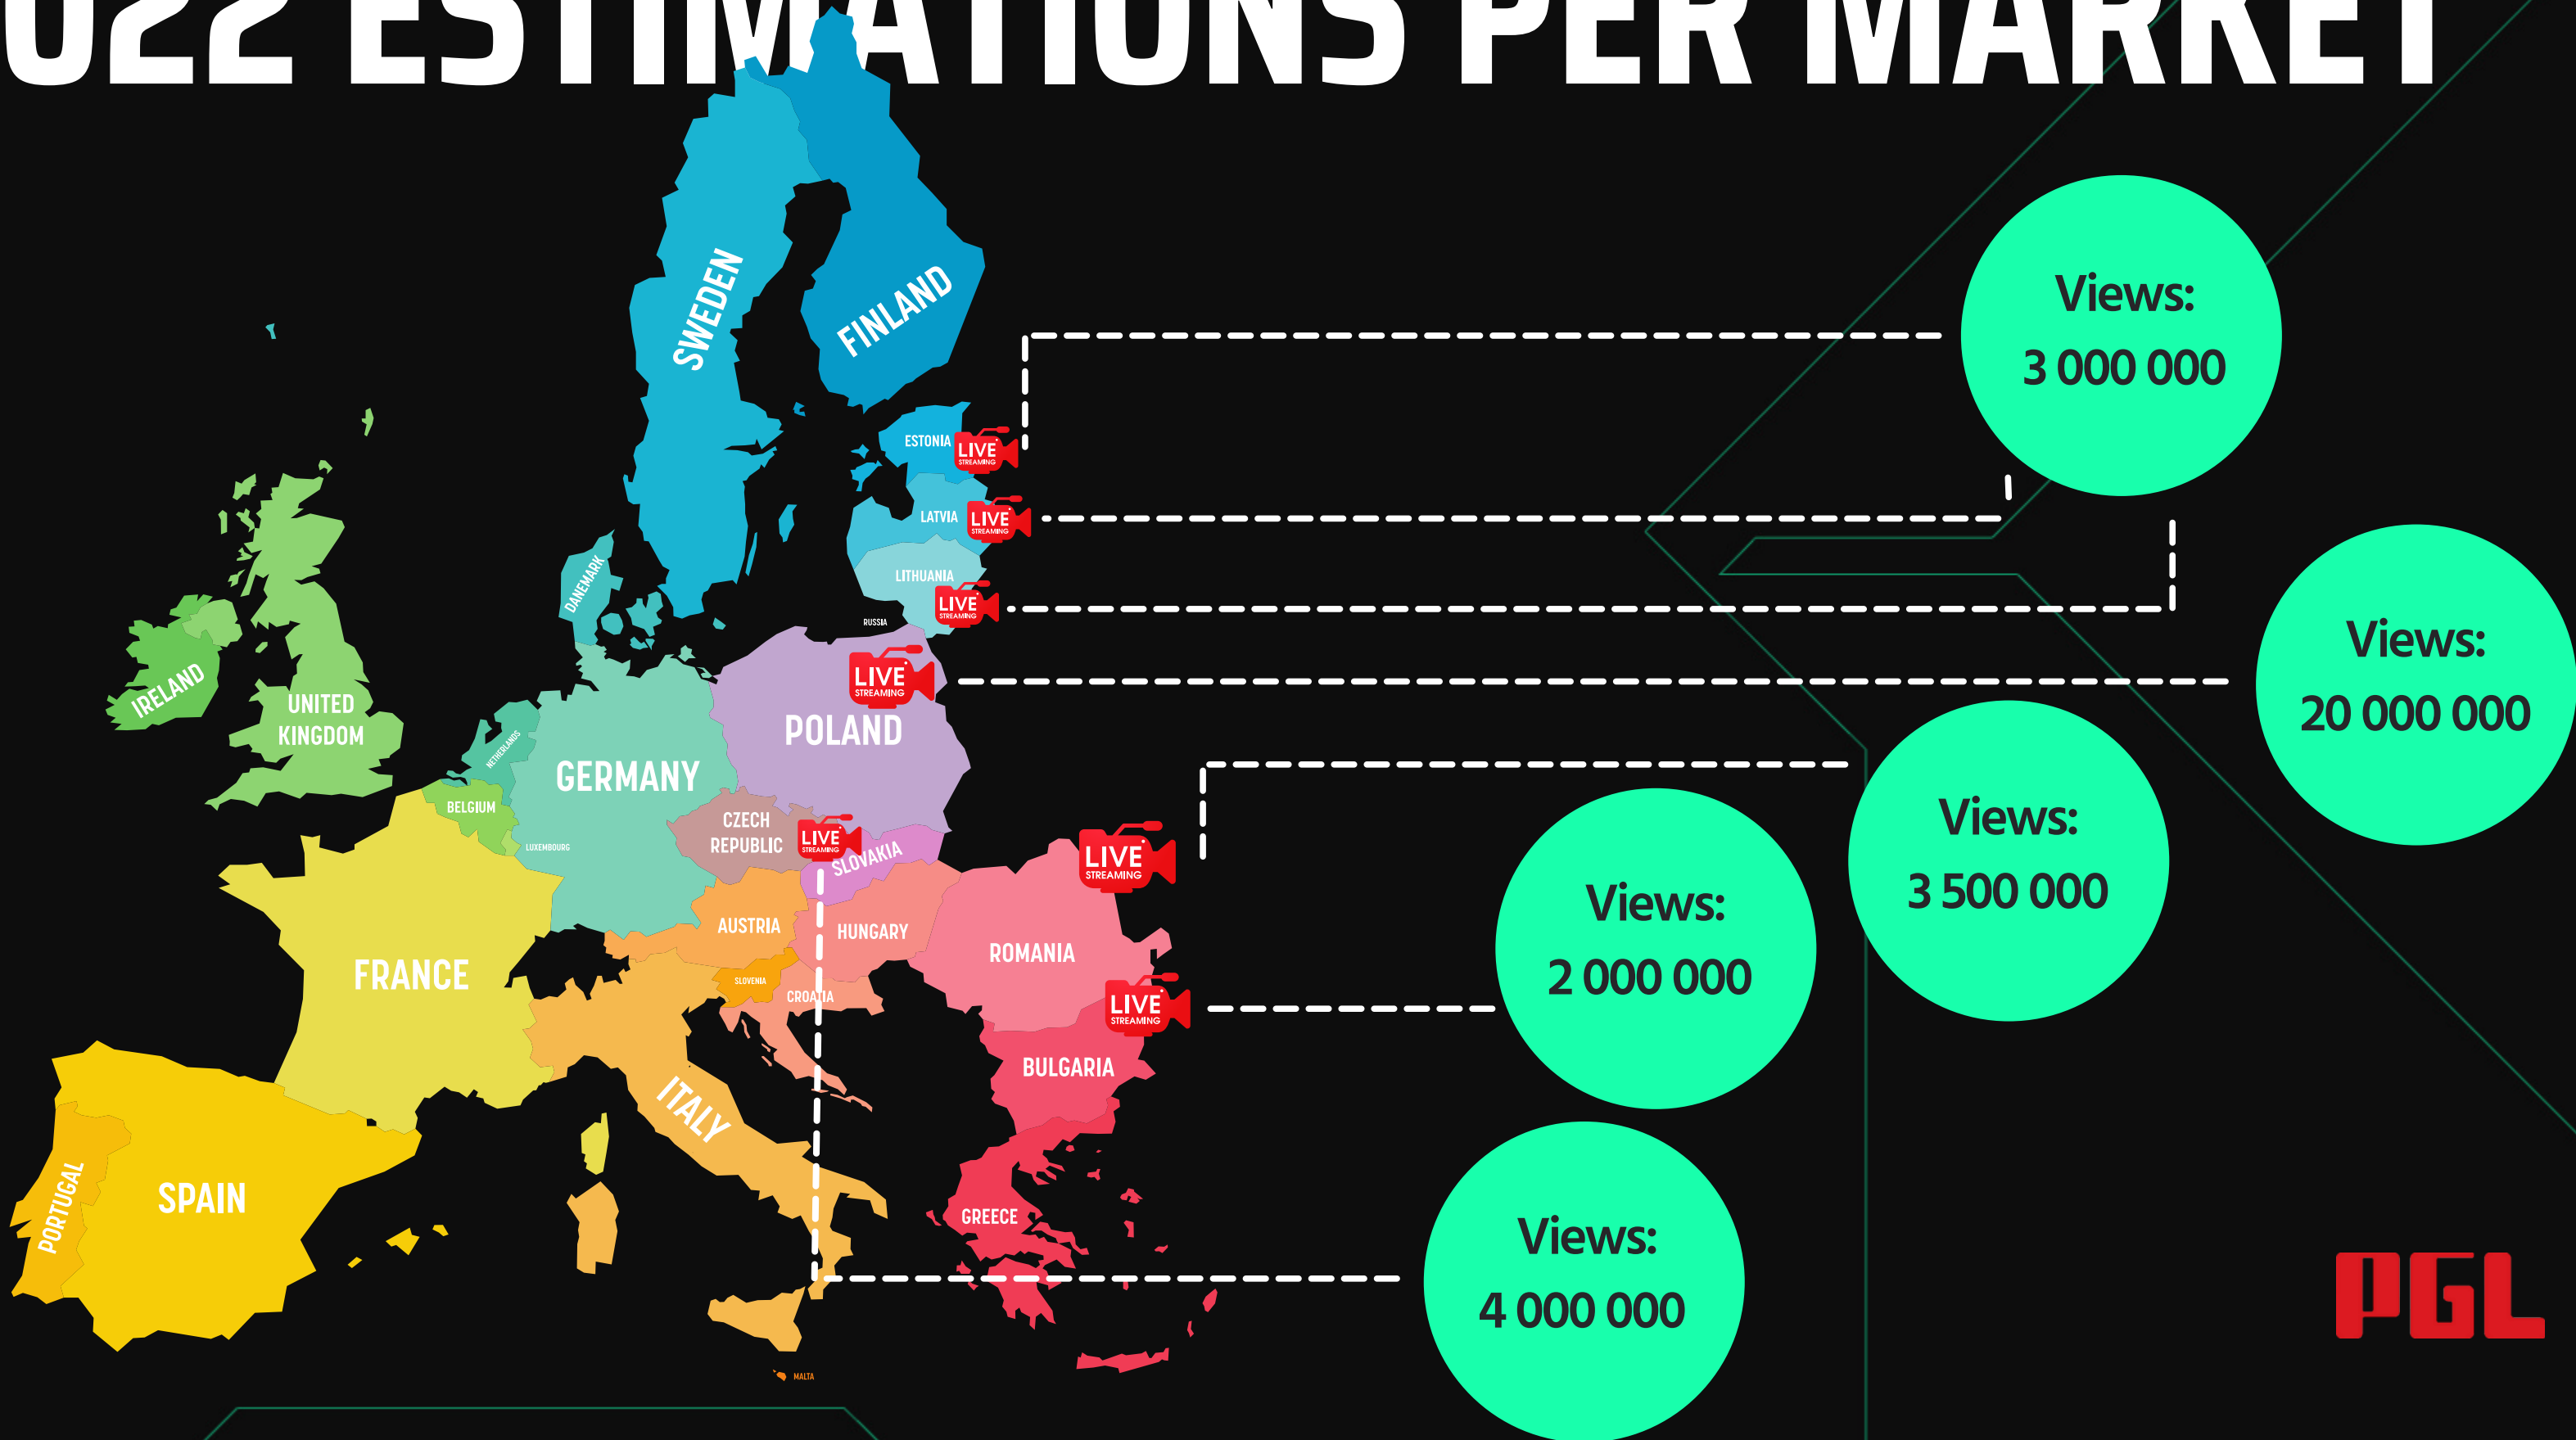 022 ESTIMATIONS PER MARKET
SWEDEN
FINLAND
Views:
3 000 000
ESTONIA
LIVE
STREAMING
LATVIA
LIVE
STREAMING
LITHUANIA
LIVE
STREAMING
DANEMARK
RUSSIA
IRELAND
UNITED
KINGDOM
NETHERLANDS
LIVE
STREAMING
POLAND
Views:
20 000 000
GERMANY
BELGIUM
LUXEMBOURG
CZECH
REPUBLIC
LIVE
STREAMING
SLOVAKIA
LIVE
STREAMING
Views:
3 500 000
FRANCE
AUSTRIA
HUNGARY
ROMANIA
SLOVENIA
CROATIA
LIVE
STREAMING
Views:
2 000 000
BULGARIA
ITALY
PORTUGAL
SPAIN
GREECE
Views:
4 000 000
MALTA
PGL